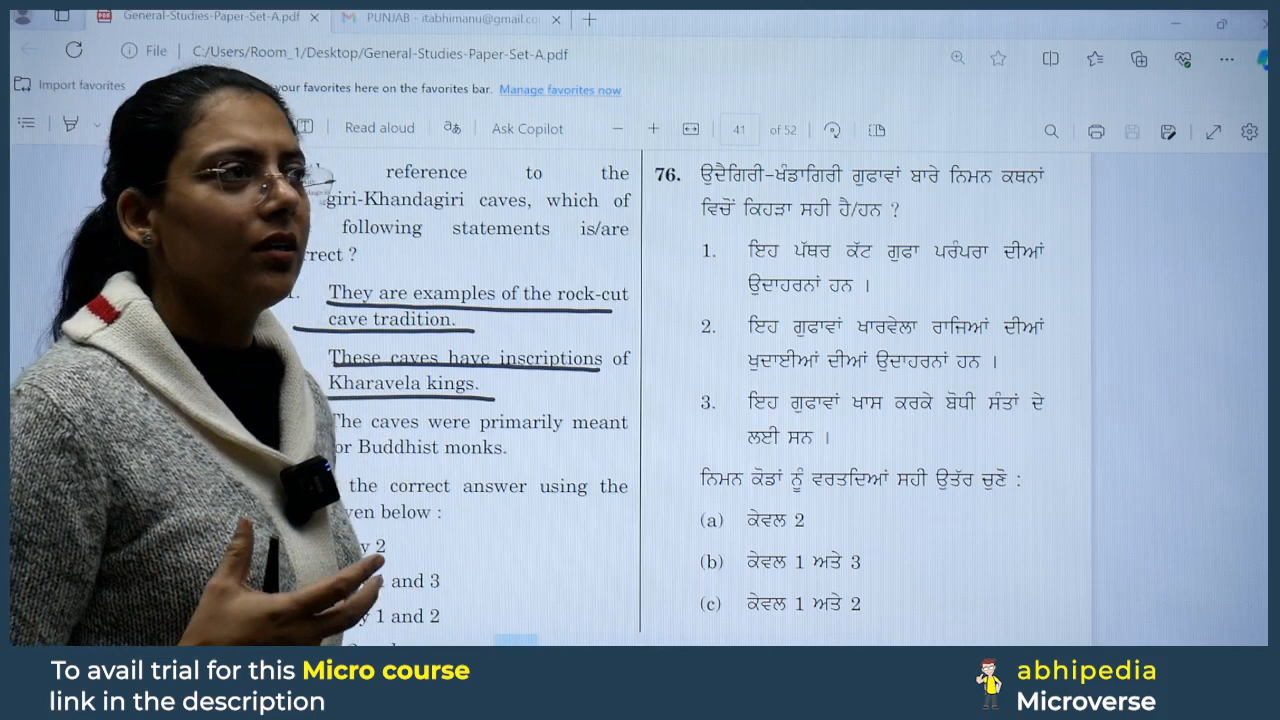 General-Studies-Paper-Set-A.pdf
PUNJAB - itabhimanu@gmail.co
File
C:/Users/Room_1/Desktop/General-Studies-Paper-Set-A.pdf
Import favorites
your favorites here on the favorites bar. Manage favorites now
Read aloud
Ask Copilot
41 of 52
reference to the
giri-Khandagiri caves, which of
following statements is/are
rrect ?
They are examples of the rock-cut
cave tradition.
These caves have inscriptions of
Kharavela kings.
The caves were primarily meant
or Buddhist monks.
the correct answer using the
ven below :
y 2
1 and 3
y 1 and 2
76. ਉਦੈਗਿਰੀ-ਖੰਡਾਗਿਰੀ ਗੁਫਾਵਾਂ ਬਾਰੇ ਨਿਮਨ ਕਥਨਾਂ
ਵਿਚੋਂ ਕਿਹੜਾ ਸਹੀ ਹੈ/ਹਨ ?
1. ਇਹ ਪੱਥਰ ਕੱਟ ਗੁਫਾ ਪਰੰਪਰਾ ਦੀਆਂ
ਉਦਾਹਰਨਾਂ ਹਨ ।
2. ਇਹ ਗੁਫਾਵਾਂ ਖਾਰਵੇਲਾ ਰਾਜਿਆਂ ਦੀਆਂ
ਖੁਦਾਈਆਂ ਦੀਆਂ ਉਦਾਹਰਨਾਂ ਹਨ ।
3. ਇਹ ਗੁਫਾਵਾਂ ਖਾਸ ਕਰਕੇ ਬੋਧੀ ਸੰਤਾਂ ਦੇ
ਲਈ ਸਨ ।
ਨਿਮਨ ਕੋਡਾਂ ਨੂੰ ਵਰਤਦਿਆਂ ਸਹੀ ਉਤੱਰ ਚੁਣੋ :
(a) ਕੇਵਲ 2
(b) ਕੇਵਲ 1 ਅਤੇ 3
(c) ਕੇਵਲ 1 ਅਤੇ 2
To avail trial for this Micro course
link in the description
abhipedia
Microverse